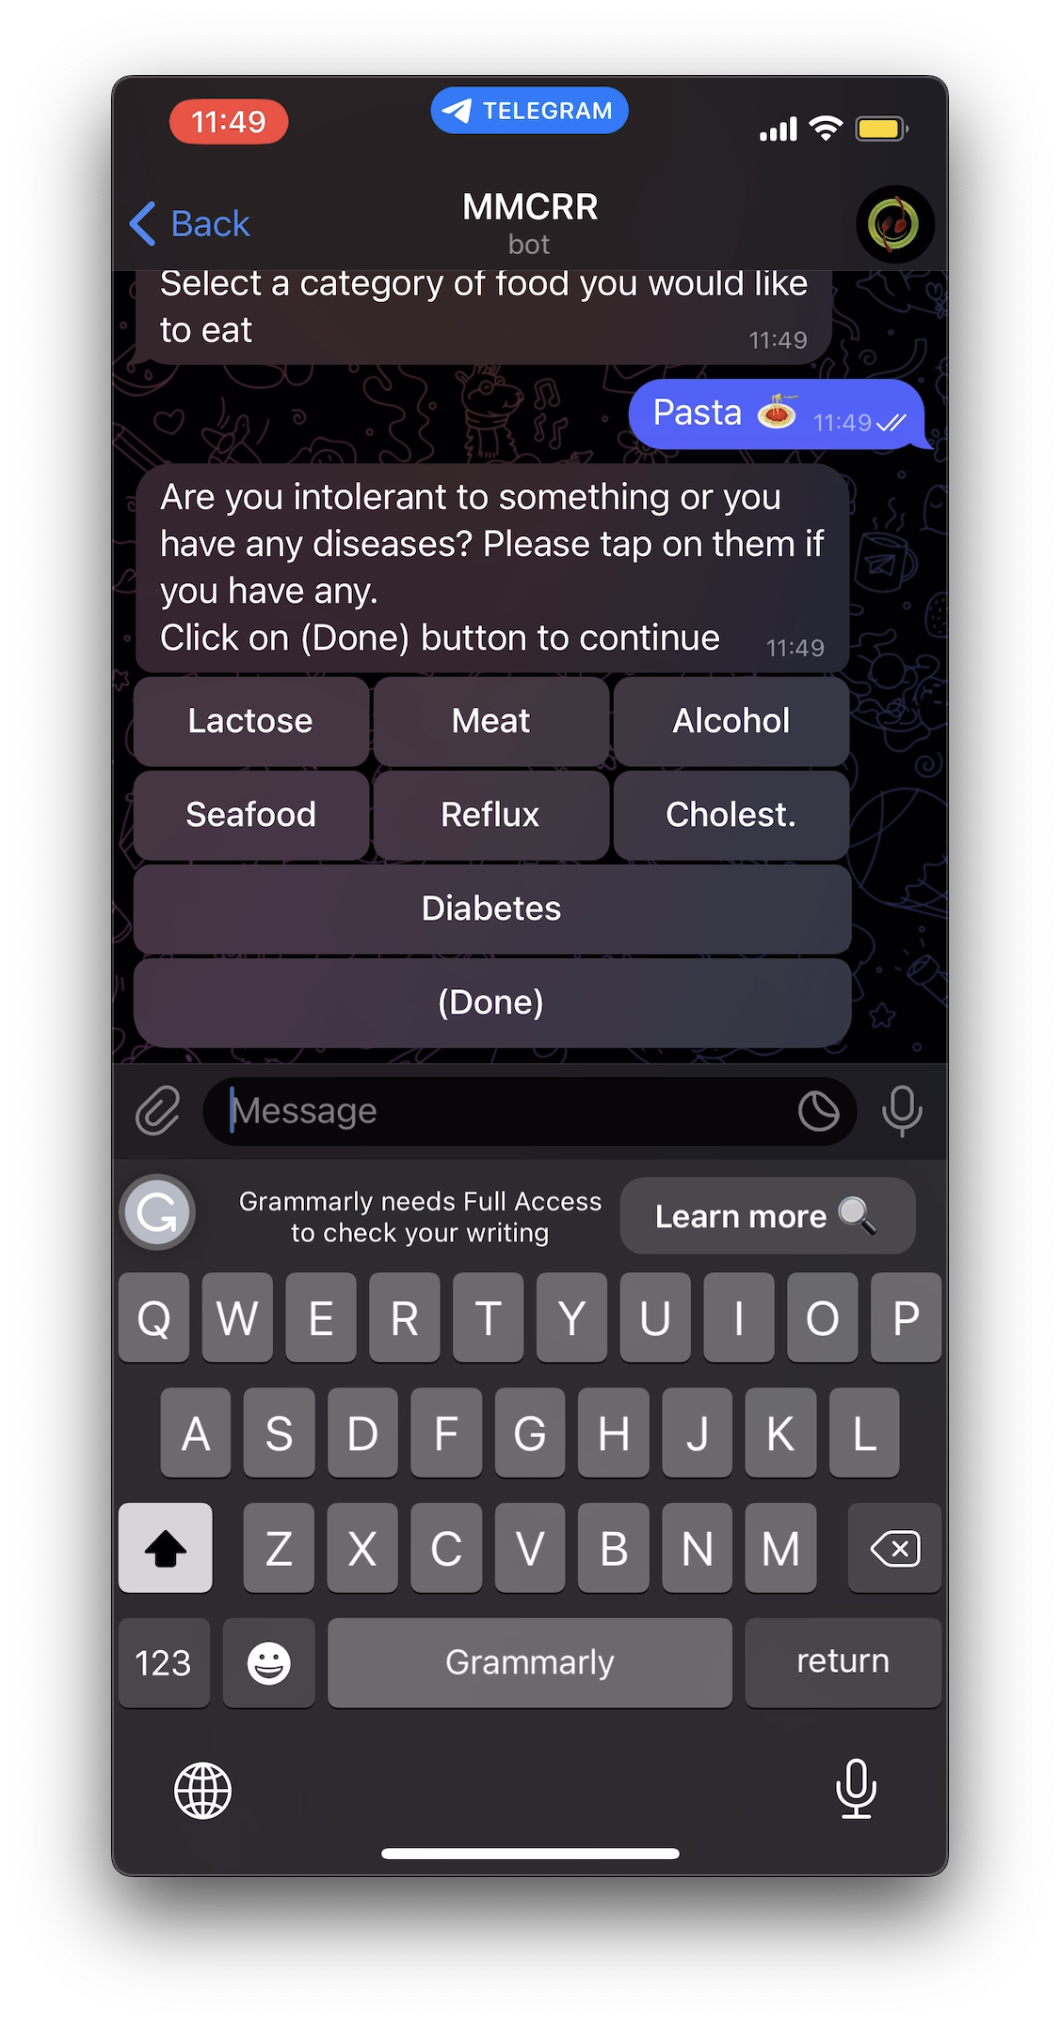 11:49
TELEGRAM
Back
MMCRR
bot
Select a category of food you would like
to eat
11:49
Pasta 🍝 11:49
Are you intolerant to something or you
have any diseases? Please tap on them if
you have any.
Click on (Done) button to continue 11:49
Lactose Meat Alcohol
Seafood Reflux Cholest.
Diabetes
(Done)
Message
Grammarly needs Full Access
to check your writing
Learn more 🔍
Q W E R T Y U I O P
A S D F G H J K L
Z X C V B N M
123 Grammarly return